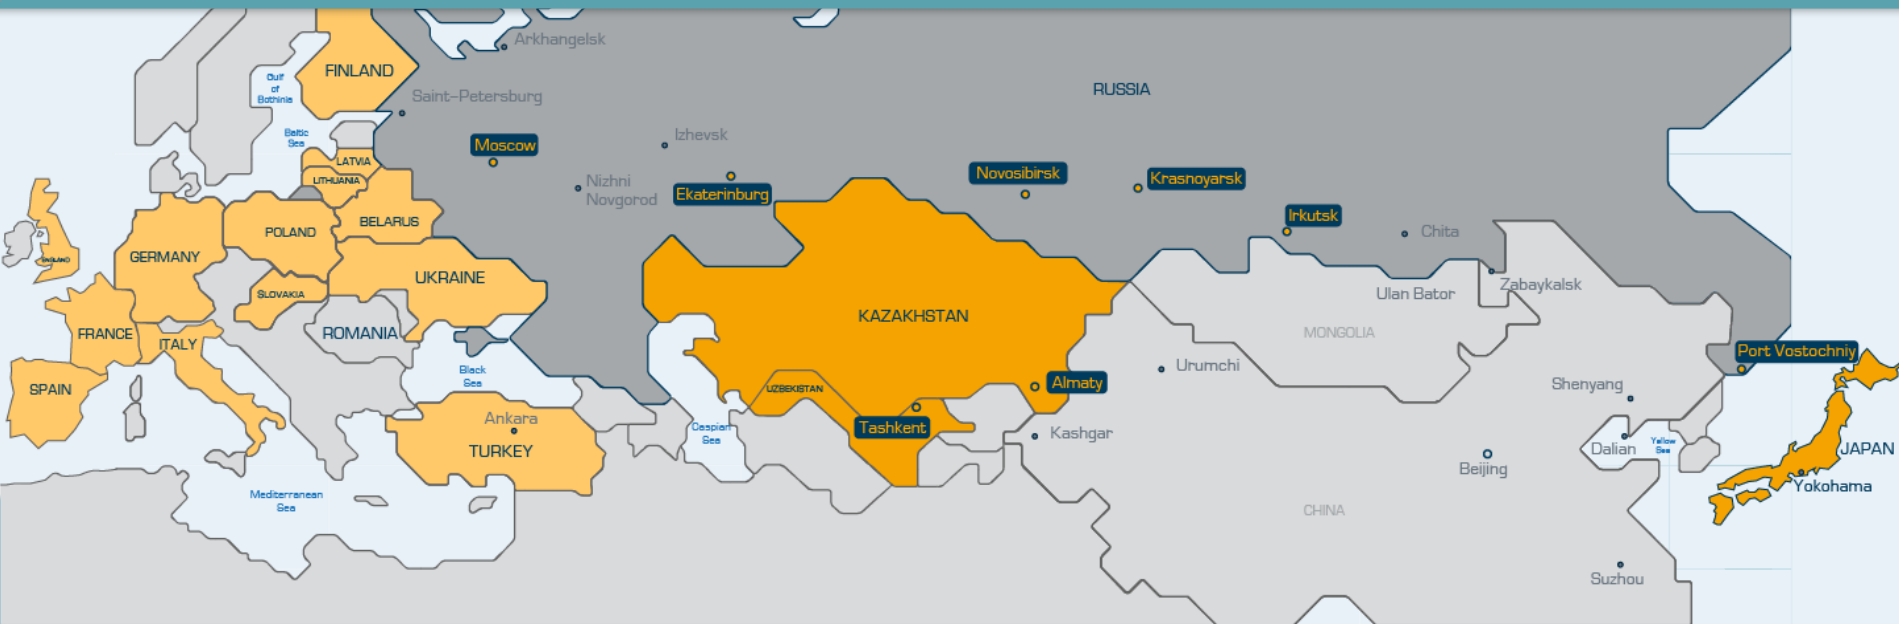 Arkhangelsk
FINLAND
Gulf
of
Bothinia
RUSSIA
Saint-Petersburg
Baltic
Sea
Izhevsk
Moscow
LATVIA
LITHUANIA
Nizhni
Novgorod
Ekaterinburg
Novosibirsk
Krasnoyarsk
Irkutsk
Chita
BELARUS
POLAND
GERMANY
ENGLAND
UKRAINE
SLOVAKIA
Zabaykalsk
Ulan Bator
KAZAKHSTAN
FRANCE
ITALY
ROMANIA
MONGOLIA
Port Vostochniy
Urumchi
Black
Sea
SPAIN
UZBEKISTAN
Almaty
Shenyang
Ankara
TURKEY
Caspian
Sea
Tashkent
Kashgar
Dalian
Yellow
Sea
JAPAN
Beijing
Yokohama
Mediterranean
Sea
CHINA
Suzhou